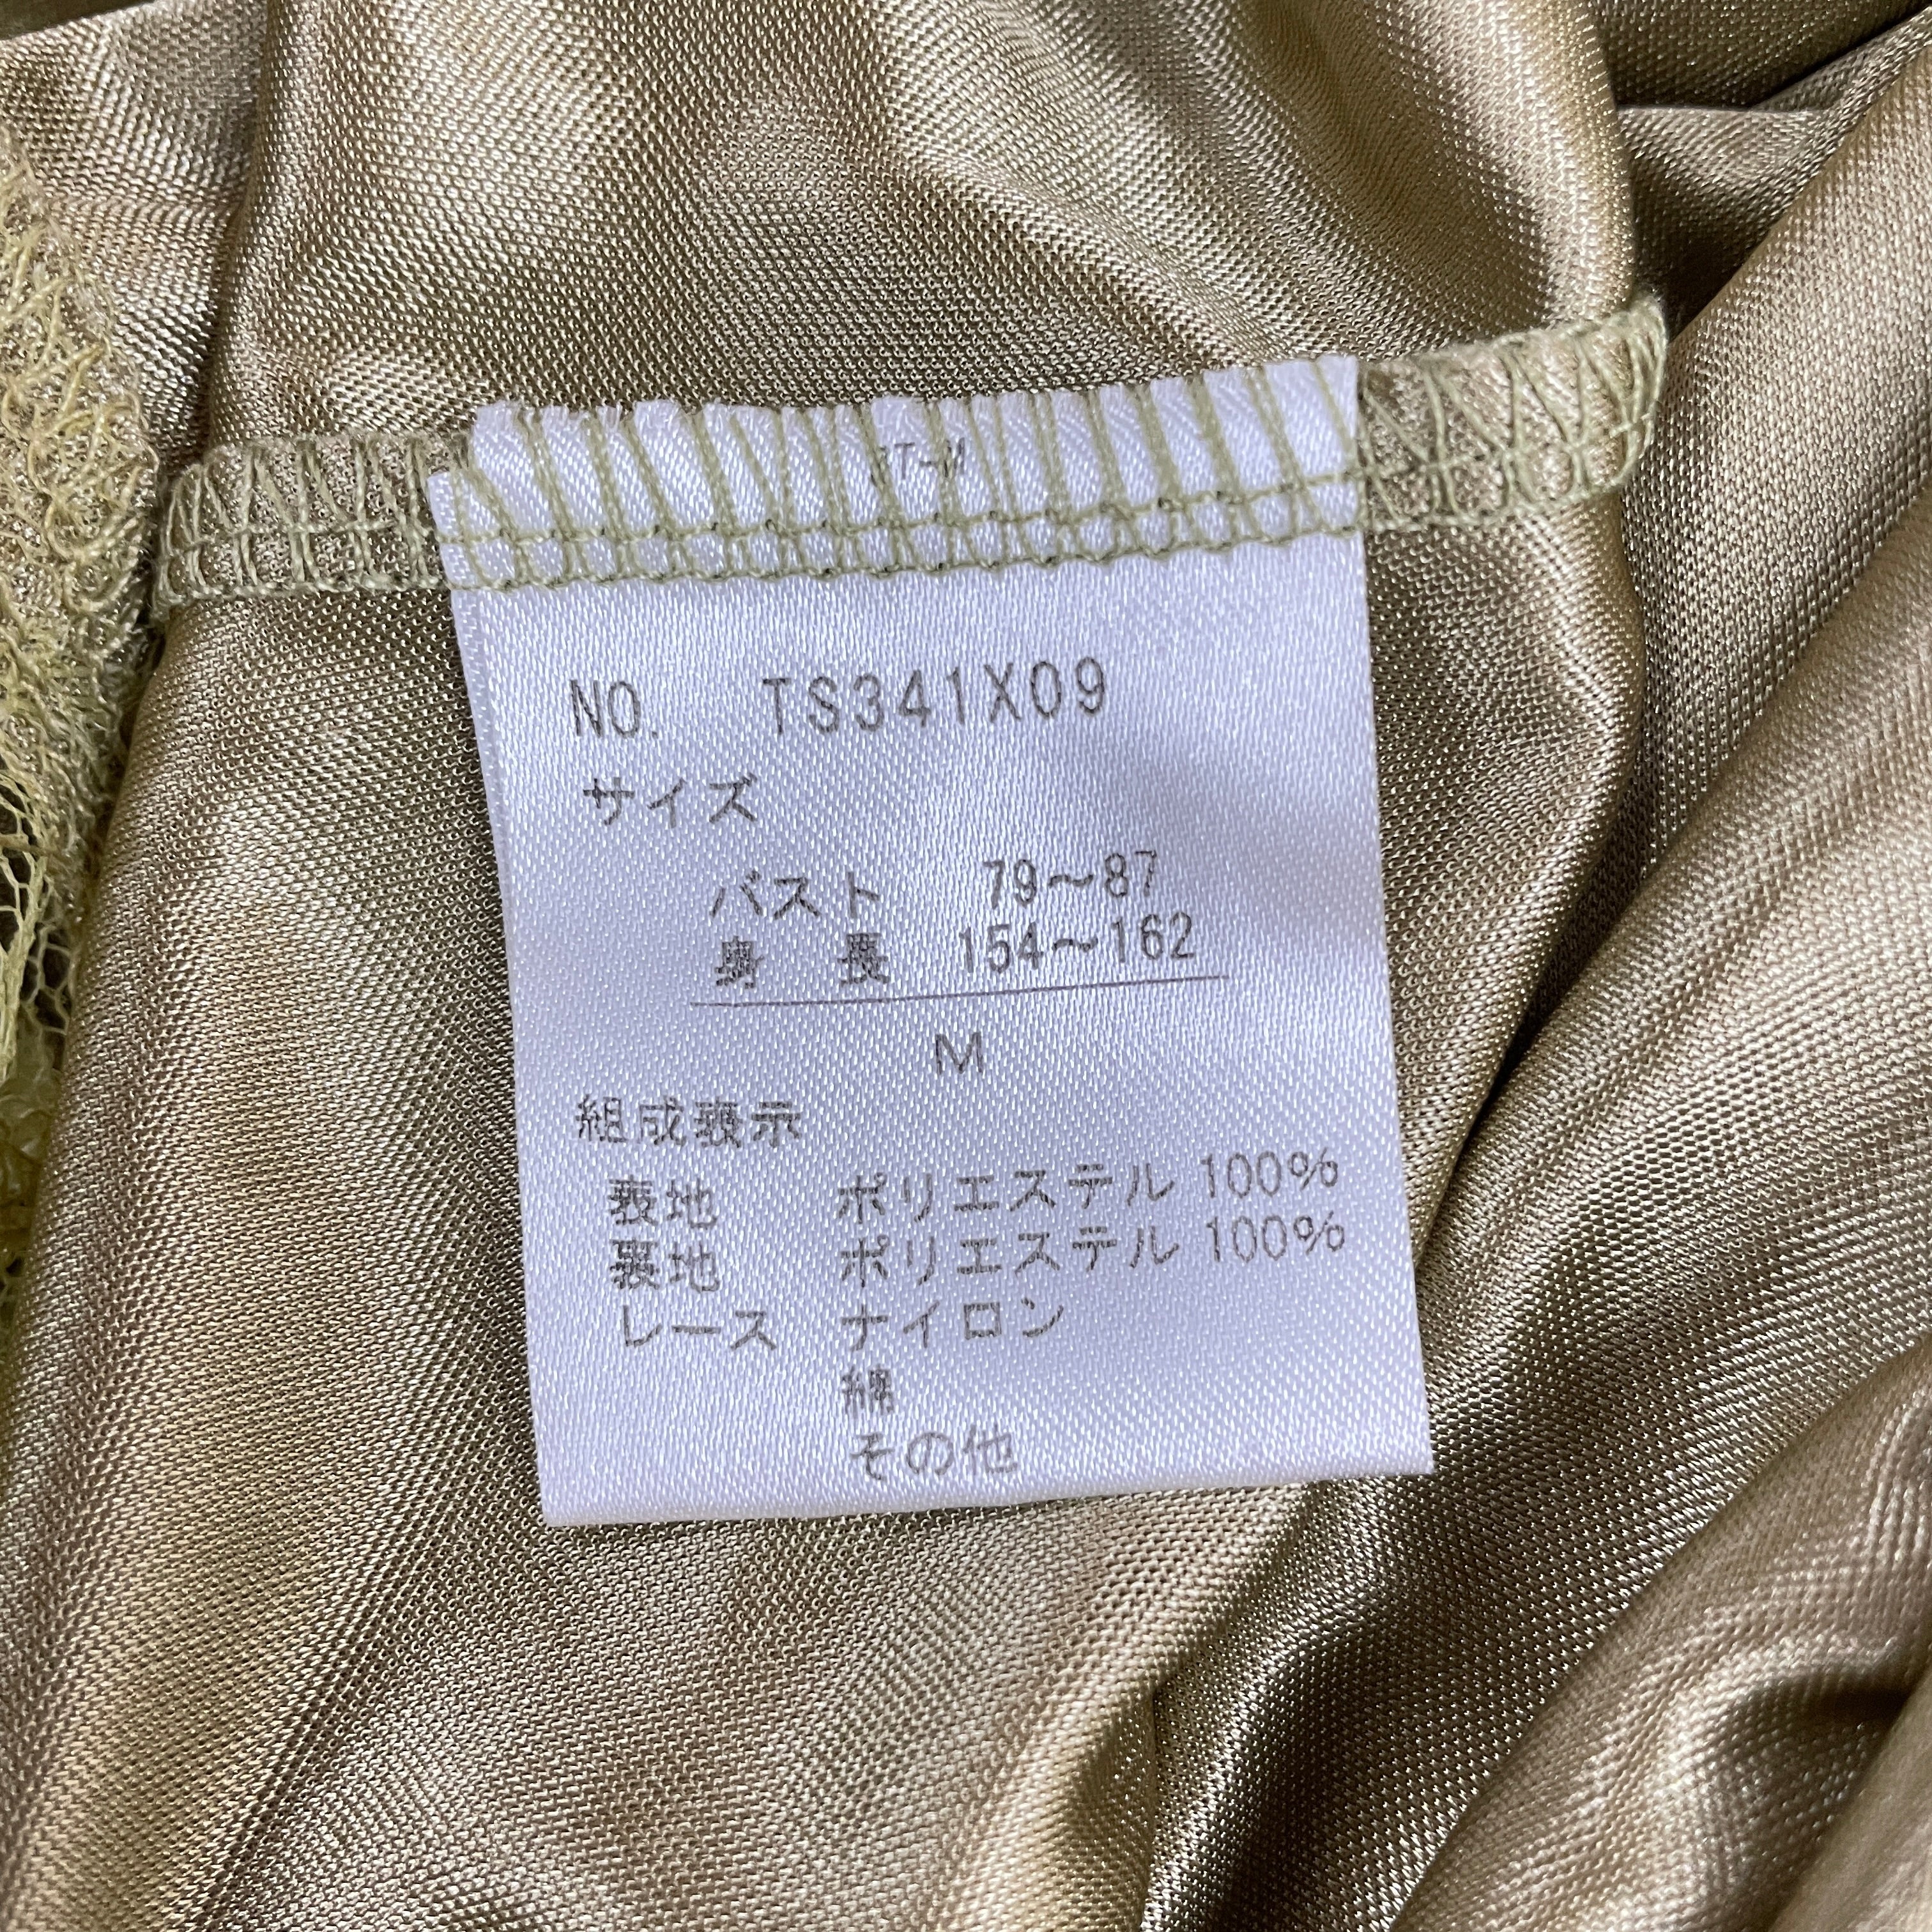 NO. TS341X09
サイズ
バスト 79～87
身長 154～162
M
組成表示
表地 ポリエステル 100%
裏地 ポリエステル 100%
レース ナイロン
綿
その他